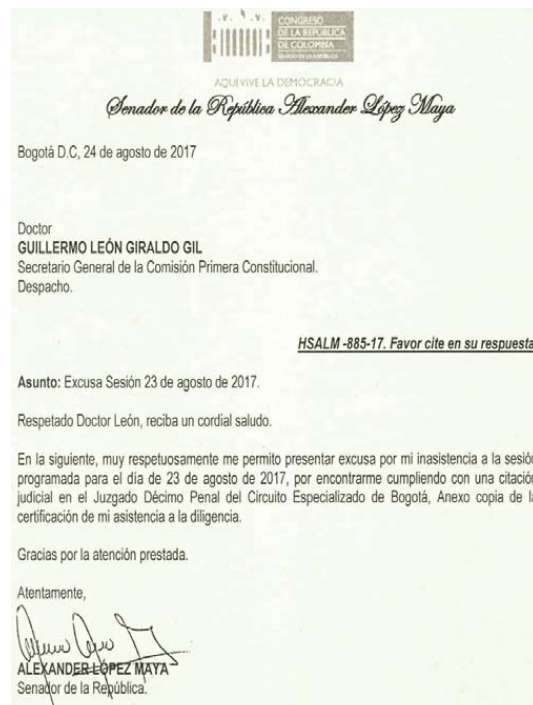 CONGRESO
DE LA REPÚBLICA
DE COLOMBIA
AQUÍ VIVE LA DEMOCRACIA
Senador de la República Alexander López Maya
Bogotá D.C, 24 de agosto de 2017
Doctor
GUILLERMO LEÓN GIRALDO GIL
Secretario General de la Comisión Primera Constitucional.
Despacho.
HSALM -885-17. Favor cite en su respuesta
Asunto: Excusa Sesión 23 de agosto de 2017.
Respetado Doctor León, reciba un cordial saludo.
En la siguiente, muy respetuosamente me permito presentar excusa por mi inasistencia a la sesión
programada para el día de 23 de agosto de 2017, por encontrarme cumpliendo con una citación
judicial en el Juzgado Décimo Penal del Circuito Especializado de Bogotá, Anexo copia de la
certificación de mi asistencia a la diligencia.
Gracias por la atención prestada.
Atentamente,
ALEXANDER LÓPEZ MAYA
Senador de la República.